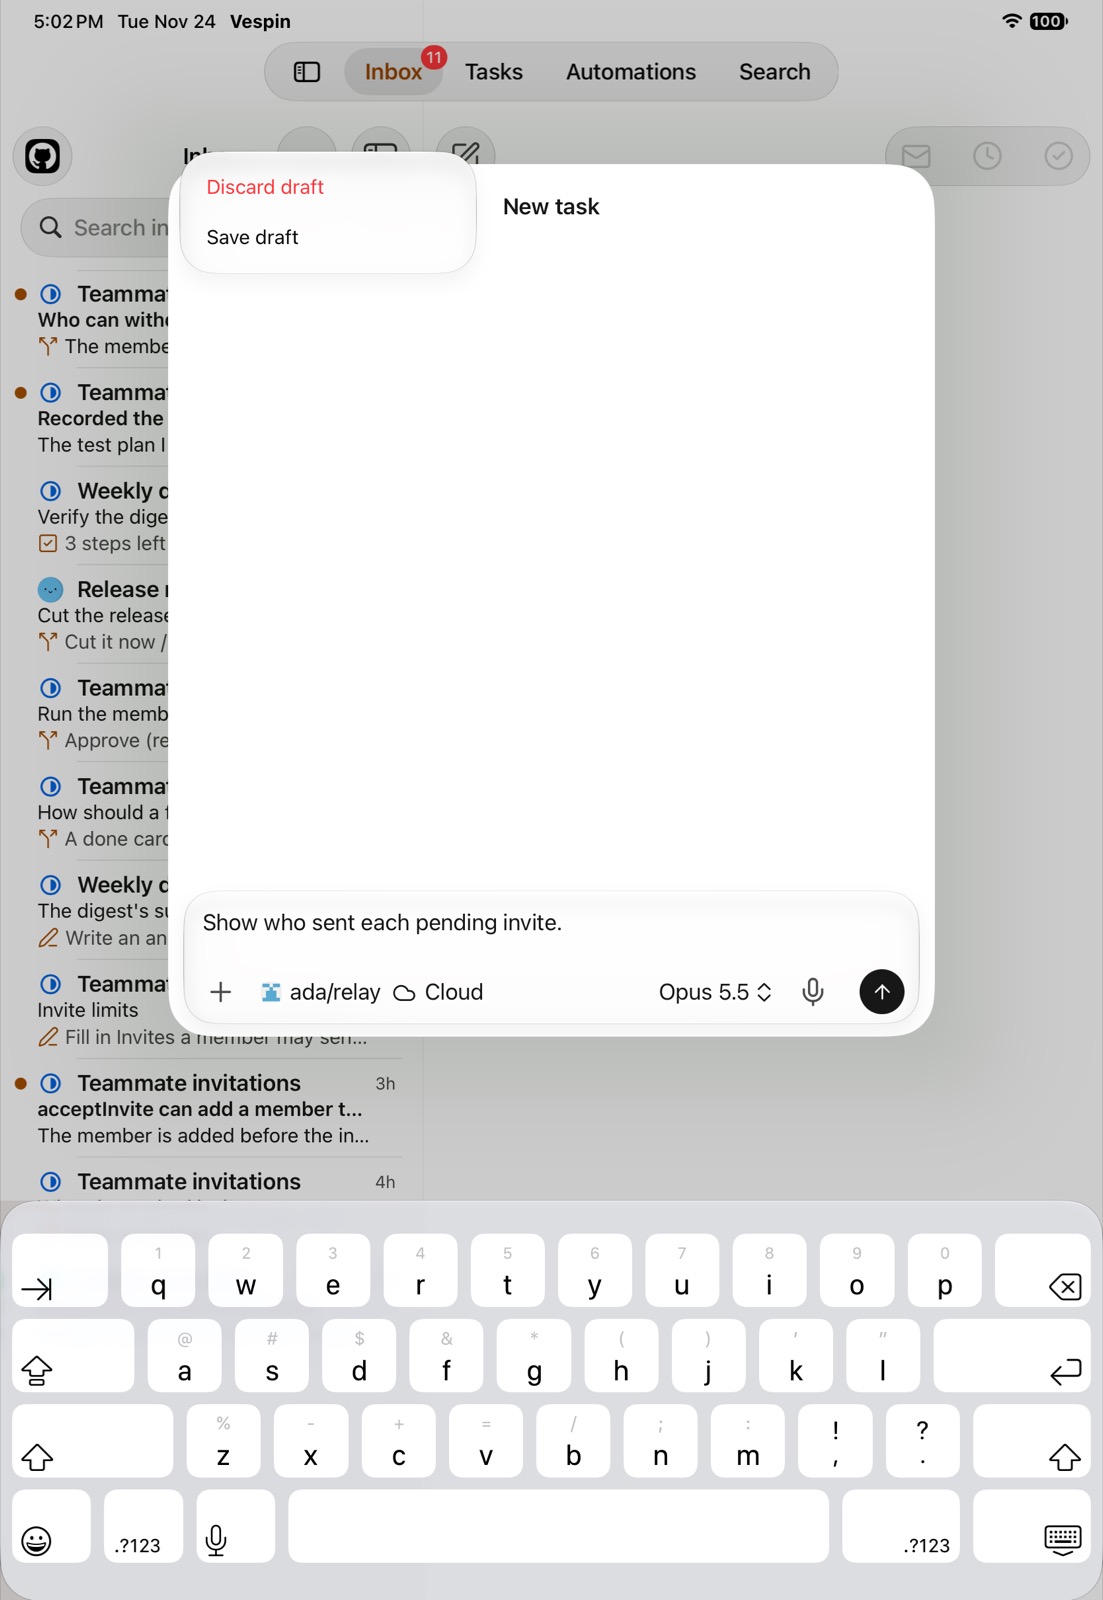 5:02 PM Tue Nov 24 Vespin 100
Inbox 11 Tasks Automations Search
Discard draft
Save draft
New task
Search in
Teammat
Who can with
The membe
Teammat
Recorded the
The test plan I
Weekly d
Verify the dige
3 steps left
Release r
Cut the release
Cut it now /
Teammat
Run the memb
Approve (re
Teammat
How should a f
A done card
Weekly d
The digest's su
Write an an
Teammat
Invite limits
Fill in Invites a member may sen...
Teammate invitations 3h
acceptInvite can add a member t...
The member is added before the in...
Teammate invitations 4h
Show who sent each pending invite.
ada/relay Cloud Opus 5.5
1 2 3 4 5 6 7 8 9 0
q w e r t y u i o p
@ # $ & * ( ) ' "
a s d f g h j k l
% - + = / ; : ! ?
z x c v b n m , .
.?123 .?123